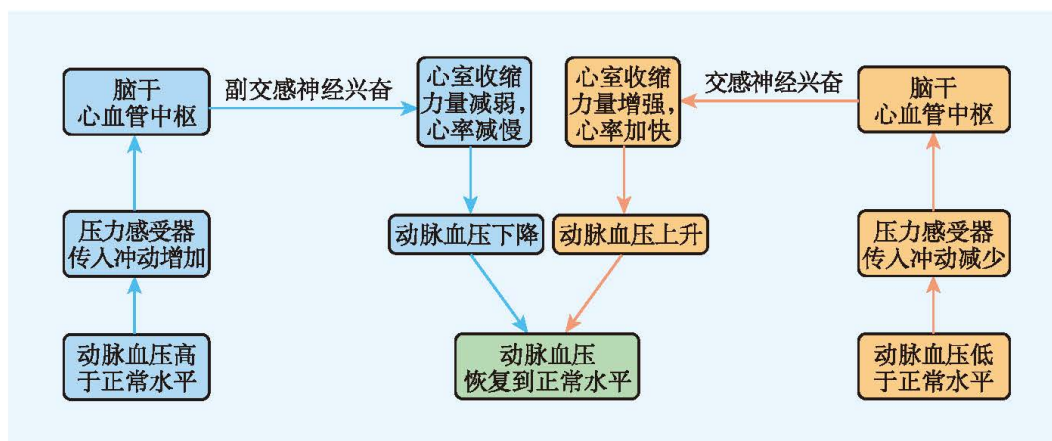 脑干
心血管中枢
副交感神经兴奋
心室收缩
力量减弱，
心率减慢
心室收缩
力量增强，
心率加快
交感神经兴奋
脑干
心血管中枢
压力感受器
传入冲动增加
动脉血压下降
动脉血压上升
压力感受器
传入冲动减少
动脉血压高
于正常水平
动脉血压
恢复到正常水平
动脉血压低
于正常水平